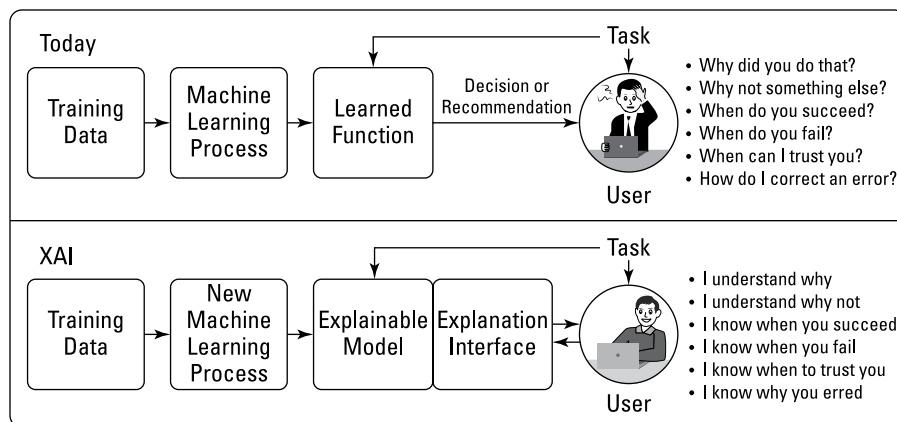 Today
Task
Training
Data
Machine
Learning
Process
Learned
Function
Decision or
Recommendation
User
• Why did you do that?
• Why not something else?
• When do you succeed?
• When do you fail?
• When can I trust you?
• How do I correct an error?
XAI
Task
Training
Data
New
Machine
Learning
Process
Explainable
Model
Explanation
Interface
User
• I understand why
• I understand why not
• I know when you succeed
• I know when you fail
• I know when to trust you
• I know why you erred